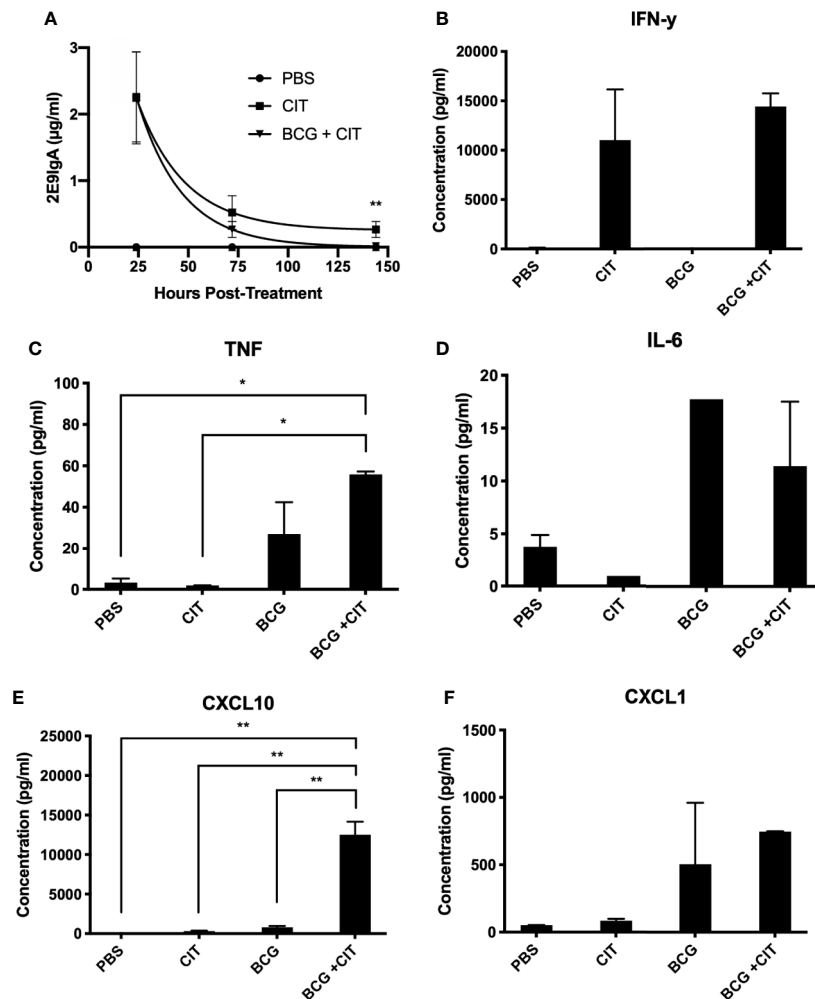 A
3
2
1
0
2E9IgA (µg/ml)
PBS
CIT
BCG + CIT
**
0 25 50 75 100 125 150
Hours Post-Treatment
B
IFN-y
20000
15000
10000
5000
0
Concentration (pg/ml)
PBS CIT BCG BCG +CIT
C
TNF
100
80
60
40
20
0
Concentration (pg/ml)
*
*
PBS CIT BCG BCG +CIT
D
IL-6
20
15
10
5
0
Concentration (pg/ml)
PBS CIT BCG BCG +CIT
E
CXCL10
25000
20000
15000
10000
5000
0
Concentration (pg/ml)
**
**
**
PBS CIT BCG BCG +CIT
F
CXCL1
1500
1000
500
0
Concentration (pg/ml)
PBS CIT BCG BCG +CIT